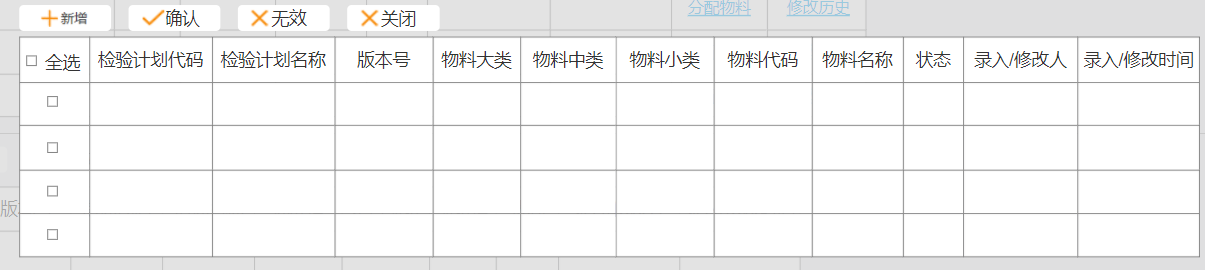 分配物料 修改历史
新增 确认 无效 关闭
全选 检验计划代码 检验计划名称 版本号 物料大类 物料中类 物料小类 物料代码 物料名称 状态 录入/修改人 录入/修改时间
版